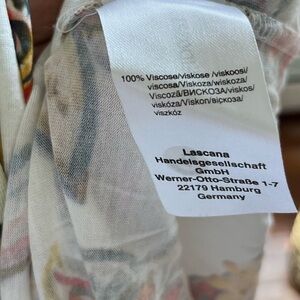 100% Viscose/viskose /viskoosi/
viscosa/Viskoza/wiskoza/
Viscoză/ВИСКОЗА/viskos/
viskóza/Viskon/віскоза/
viszkóz
Lascana
Handelsgesellschaft
GmbH
Werner-Otto-Straße 1-7
22179 Hamburg
Germany